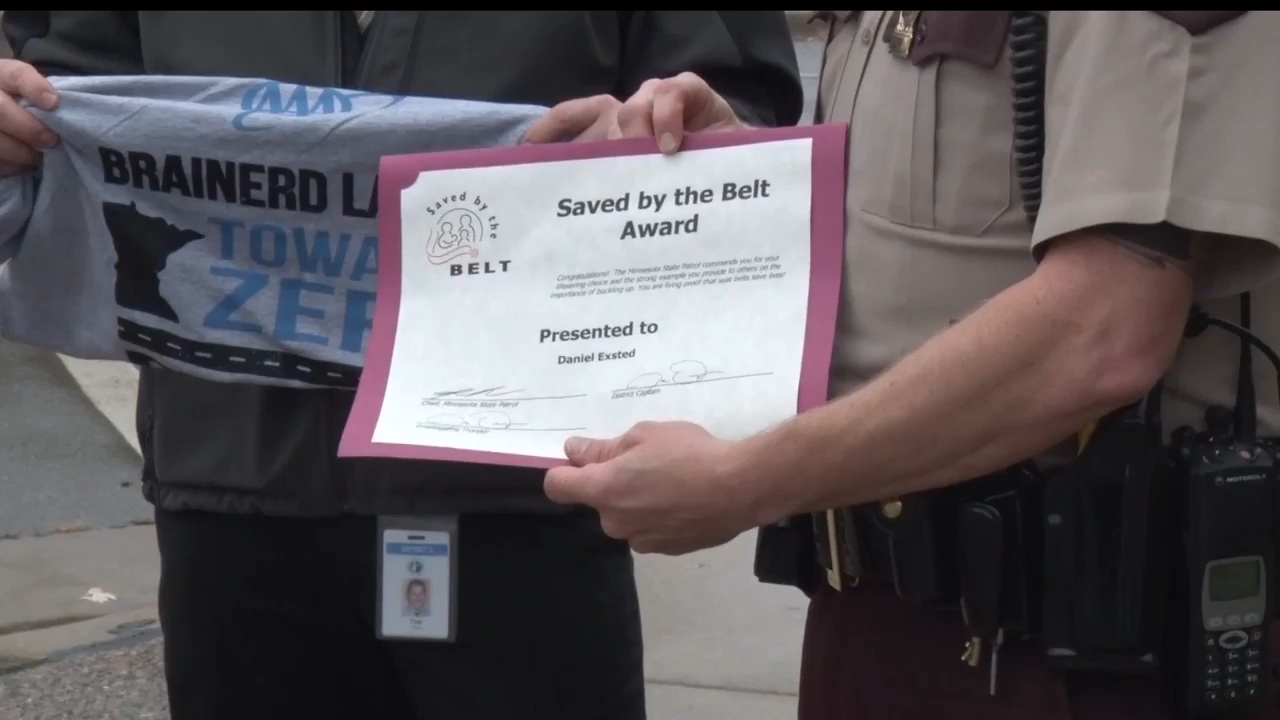 AAA
BRAINERD LA
TOWA
ZER
Saved by the
BELT
Saved by the Belt
Award
Congratulations! The Minnesota State Patrol commends you for your
lifesaving choice and the strong example you provide to others on the
importance of buckling up. You are living proof that seat belts save lives!
Presented to
Daniel Exsted
Chief, Minnesota State Patrol
District Captain
Investigating Trooper
MOTOROLA